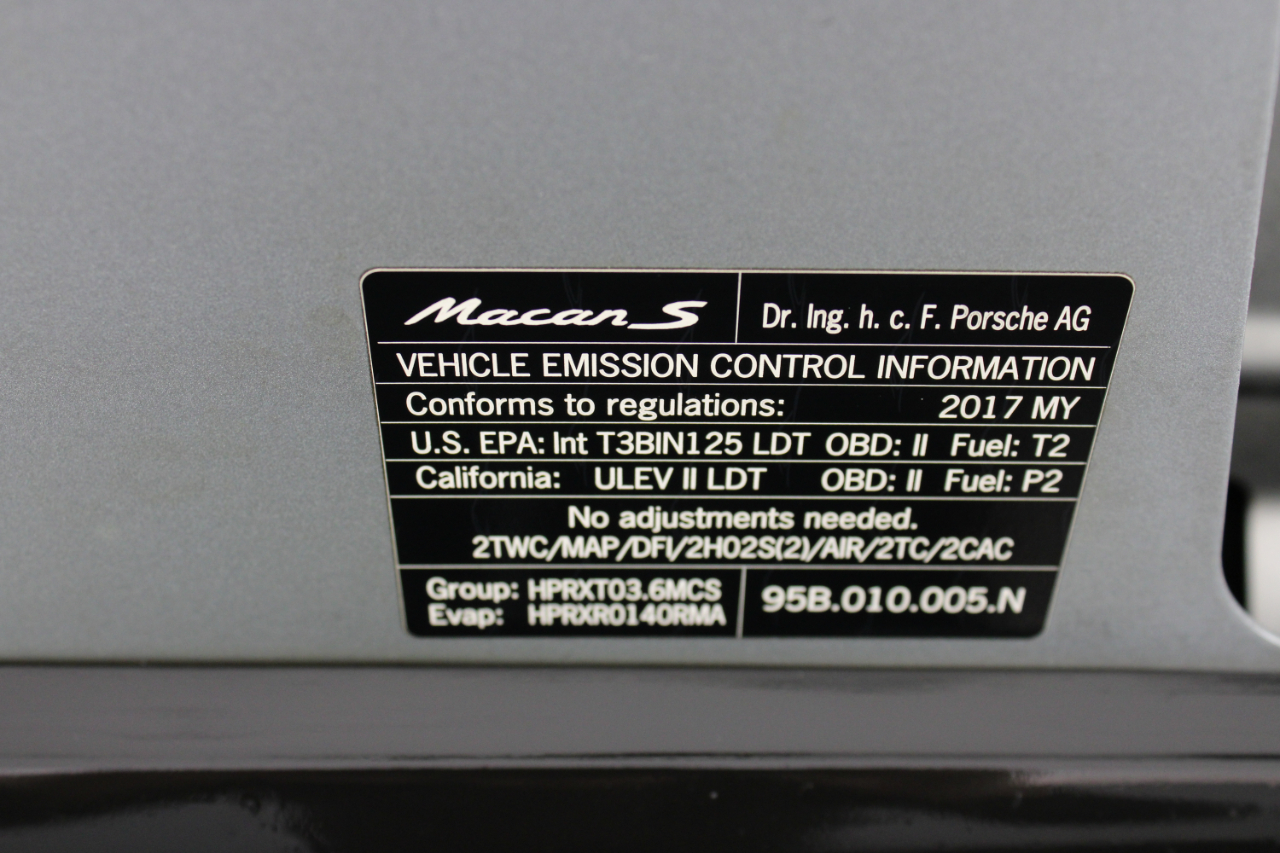 Macan S Dr. Ing. h. c. F. Porsche AG
VEHICLE EMISSION CONTROL INFORMATION
Conforms to regulations: 2017 MY
U.S. EPA: Int T3BIN125 LDT OBD: II Fuel: T2
California: ULEV II LDT OBD: II Fuel: P2
No adjustments needed.
2TWC/MAP/DFI/2HO2S(2)/AIR/2TC/2CAC
Group: HPRXT03.6MCS
Evap: HPRXR0140RMA
95B.010.005.N